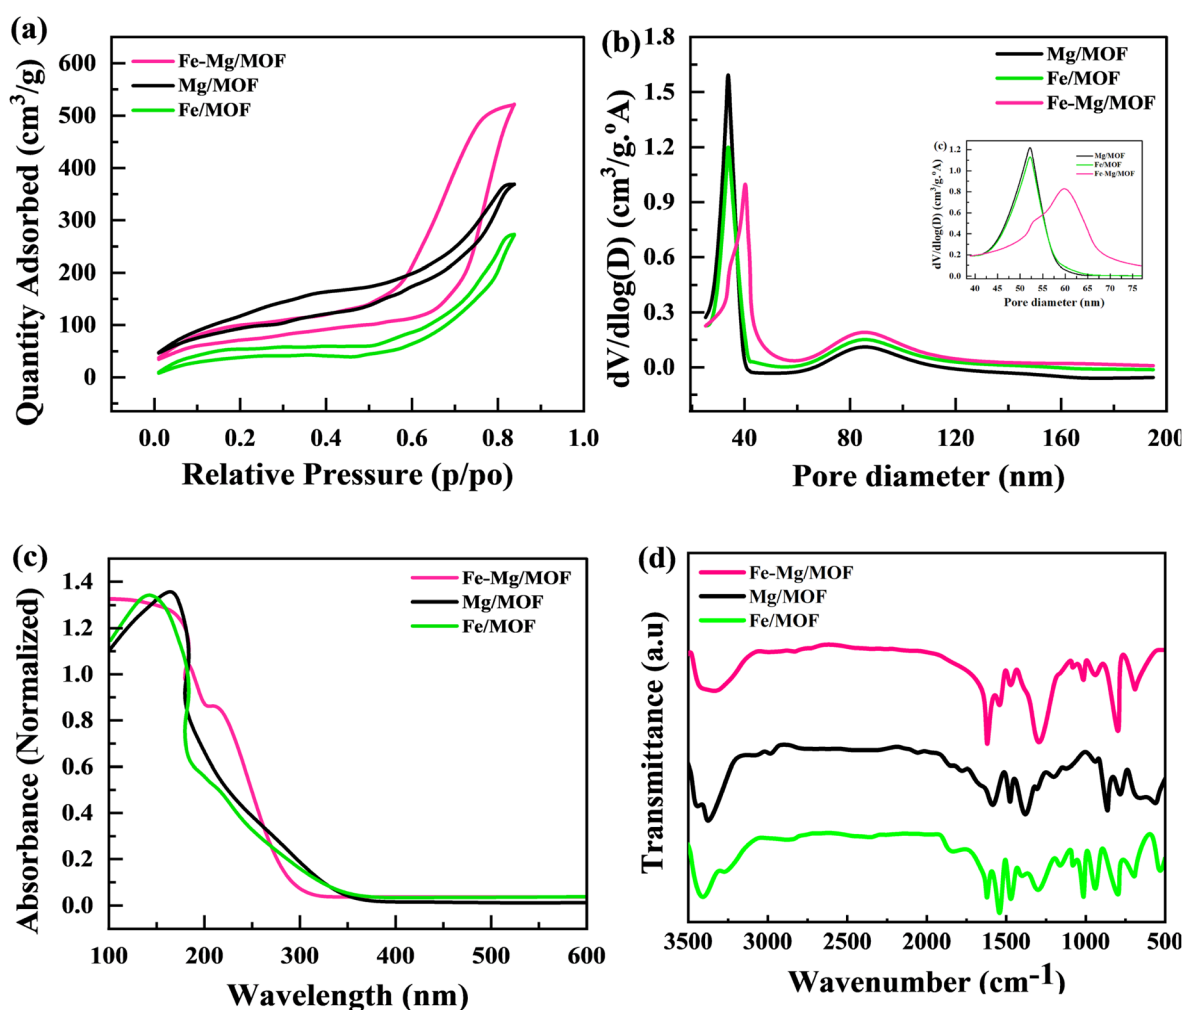 (a)
Quantity Adsorbed (cm³/g)
600
500
400
300
200
100
0
Fe-Mg/MOF
Mg/MOF
Fe/MOF
0.0 0.2 0.4 0.6 0.8 1.0
Relative Pressure (p/po)
(b)
dV/dlog(D) (cm³/g.ºA)
1.8
1.5
1.2
0.9
0.6
0.3
0.0
Mg/MOF
Fe/MOF
Fe-Mg/MOF
(c)
dV/dlog(D) (cm³/g.ºA)
1.2
1.0
0.8
0.6
0.4
0.2
0.0
Mg/MOF
Fe/MOF
Fe-Mg/MOF
40 45 50 55 60 65 70 75
Pore diameter (nm)
40 80 120 160 200
Pore diameter (nm)
(c)
Absorbance (Normalized)
1.4
1.2
1.0
0.8
0.6
0.4
0.2
0.0
Fe-Mg/MOF
Mg/MOF
Fe/MOF
100 200 300 400 500 600
Wavelength (nm)
(d)
Transmittance (a.u)
Fe-Mg/MOF
Mg/MOF
Fe/MOF
3500 3000 2500 2000 1500 1000 500
Wavenumber (cm-1)